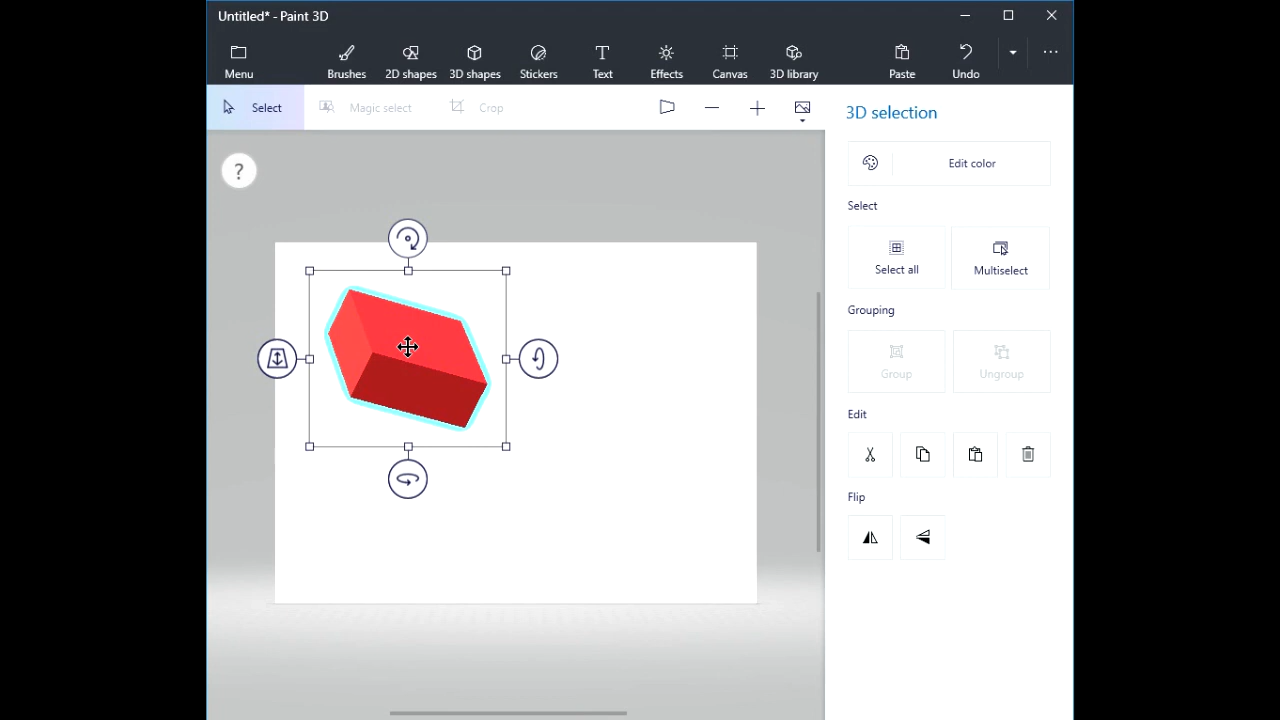 Untitled* - Paint 3D
Menu Brushes 2D shapes 3D shapes Stickers Text Effects Canvas 3D library Paste Undo
Select Magic select Crop
3D selection
?
Edit color
Select
Select all Multiselect
Grouping
Group Ungroup
Edit
Flip